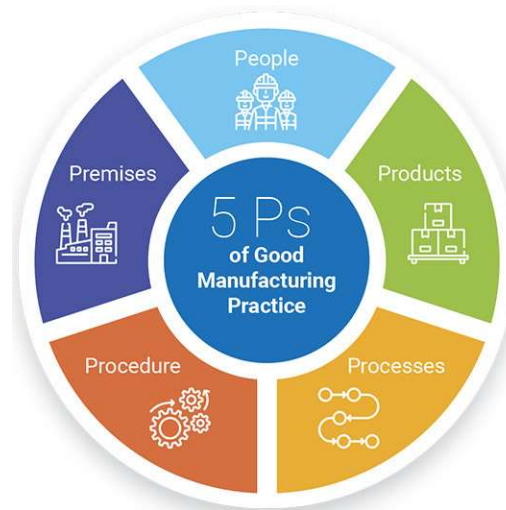 People
Products
Processes
Procedure
Premises
5 Ps
of Good
Manufacturing
Practice